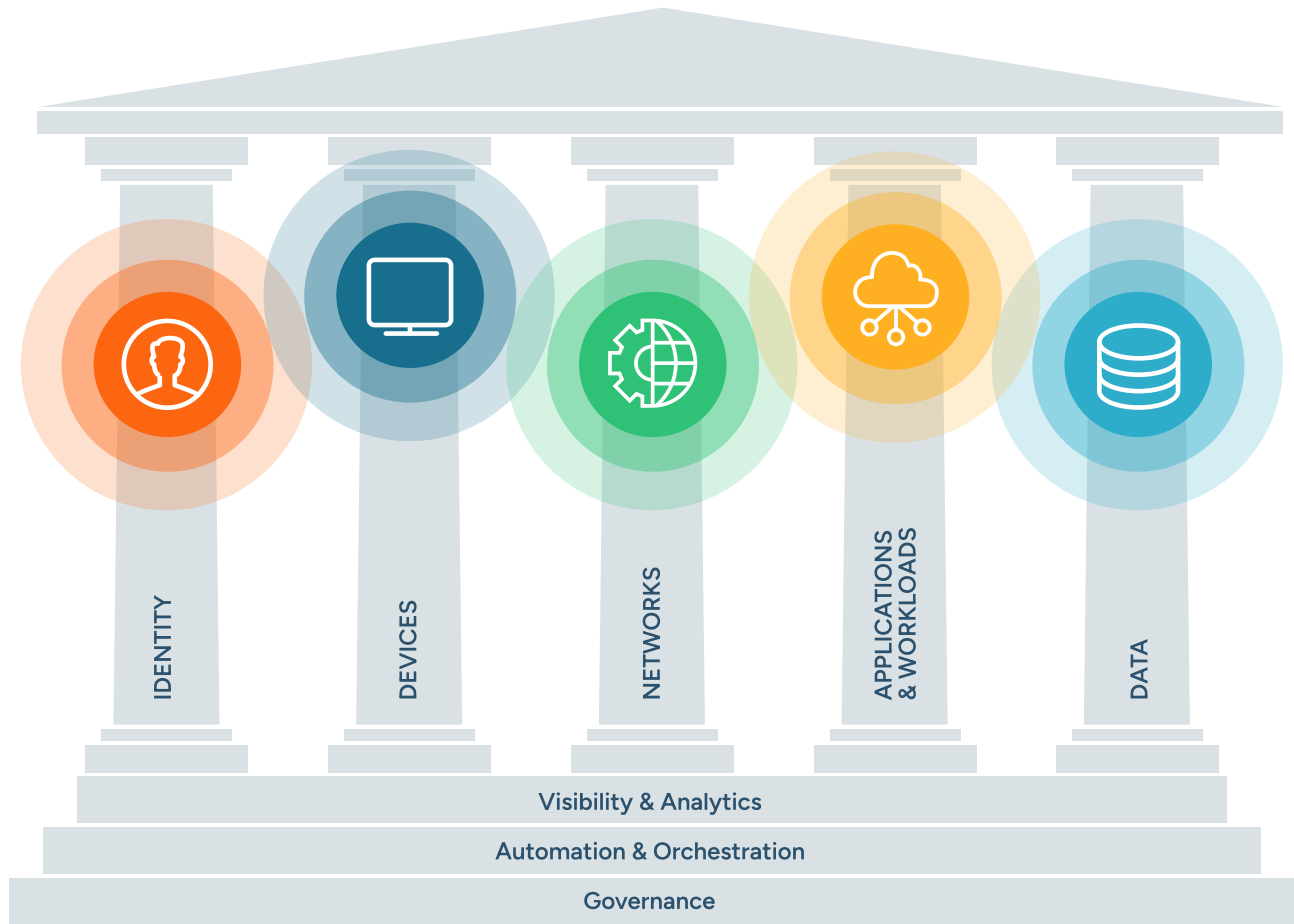 IDENTITY
DEVICES
NETWORKS
APPLICATIONS
& WORKLOADS
DATA
Visibility & Analytics
Automation & Orchestration
Governance